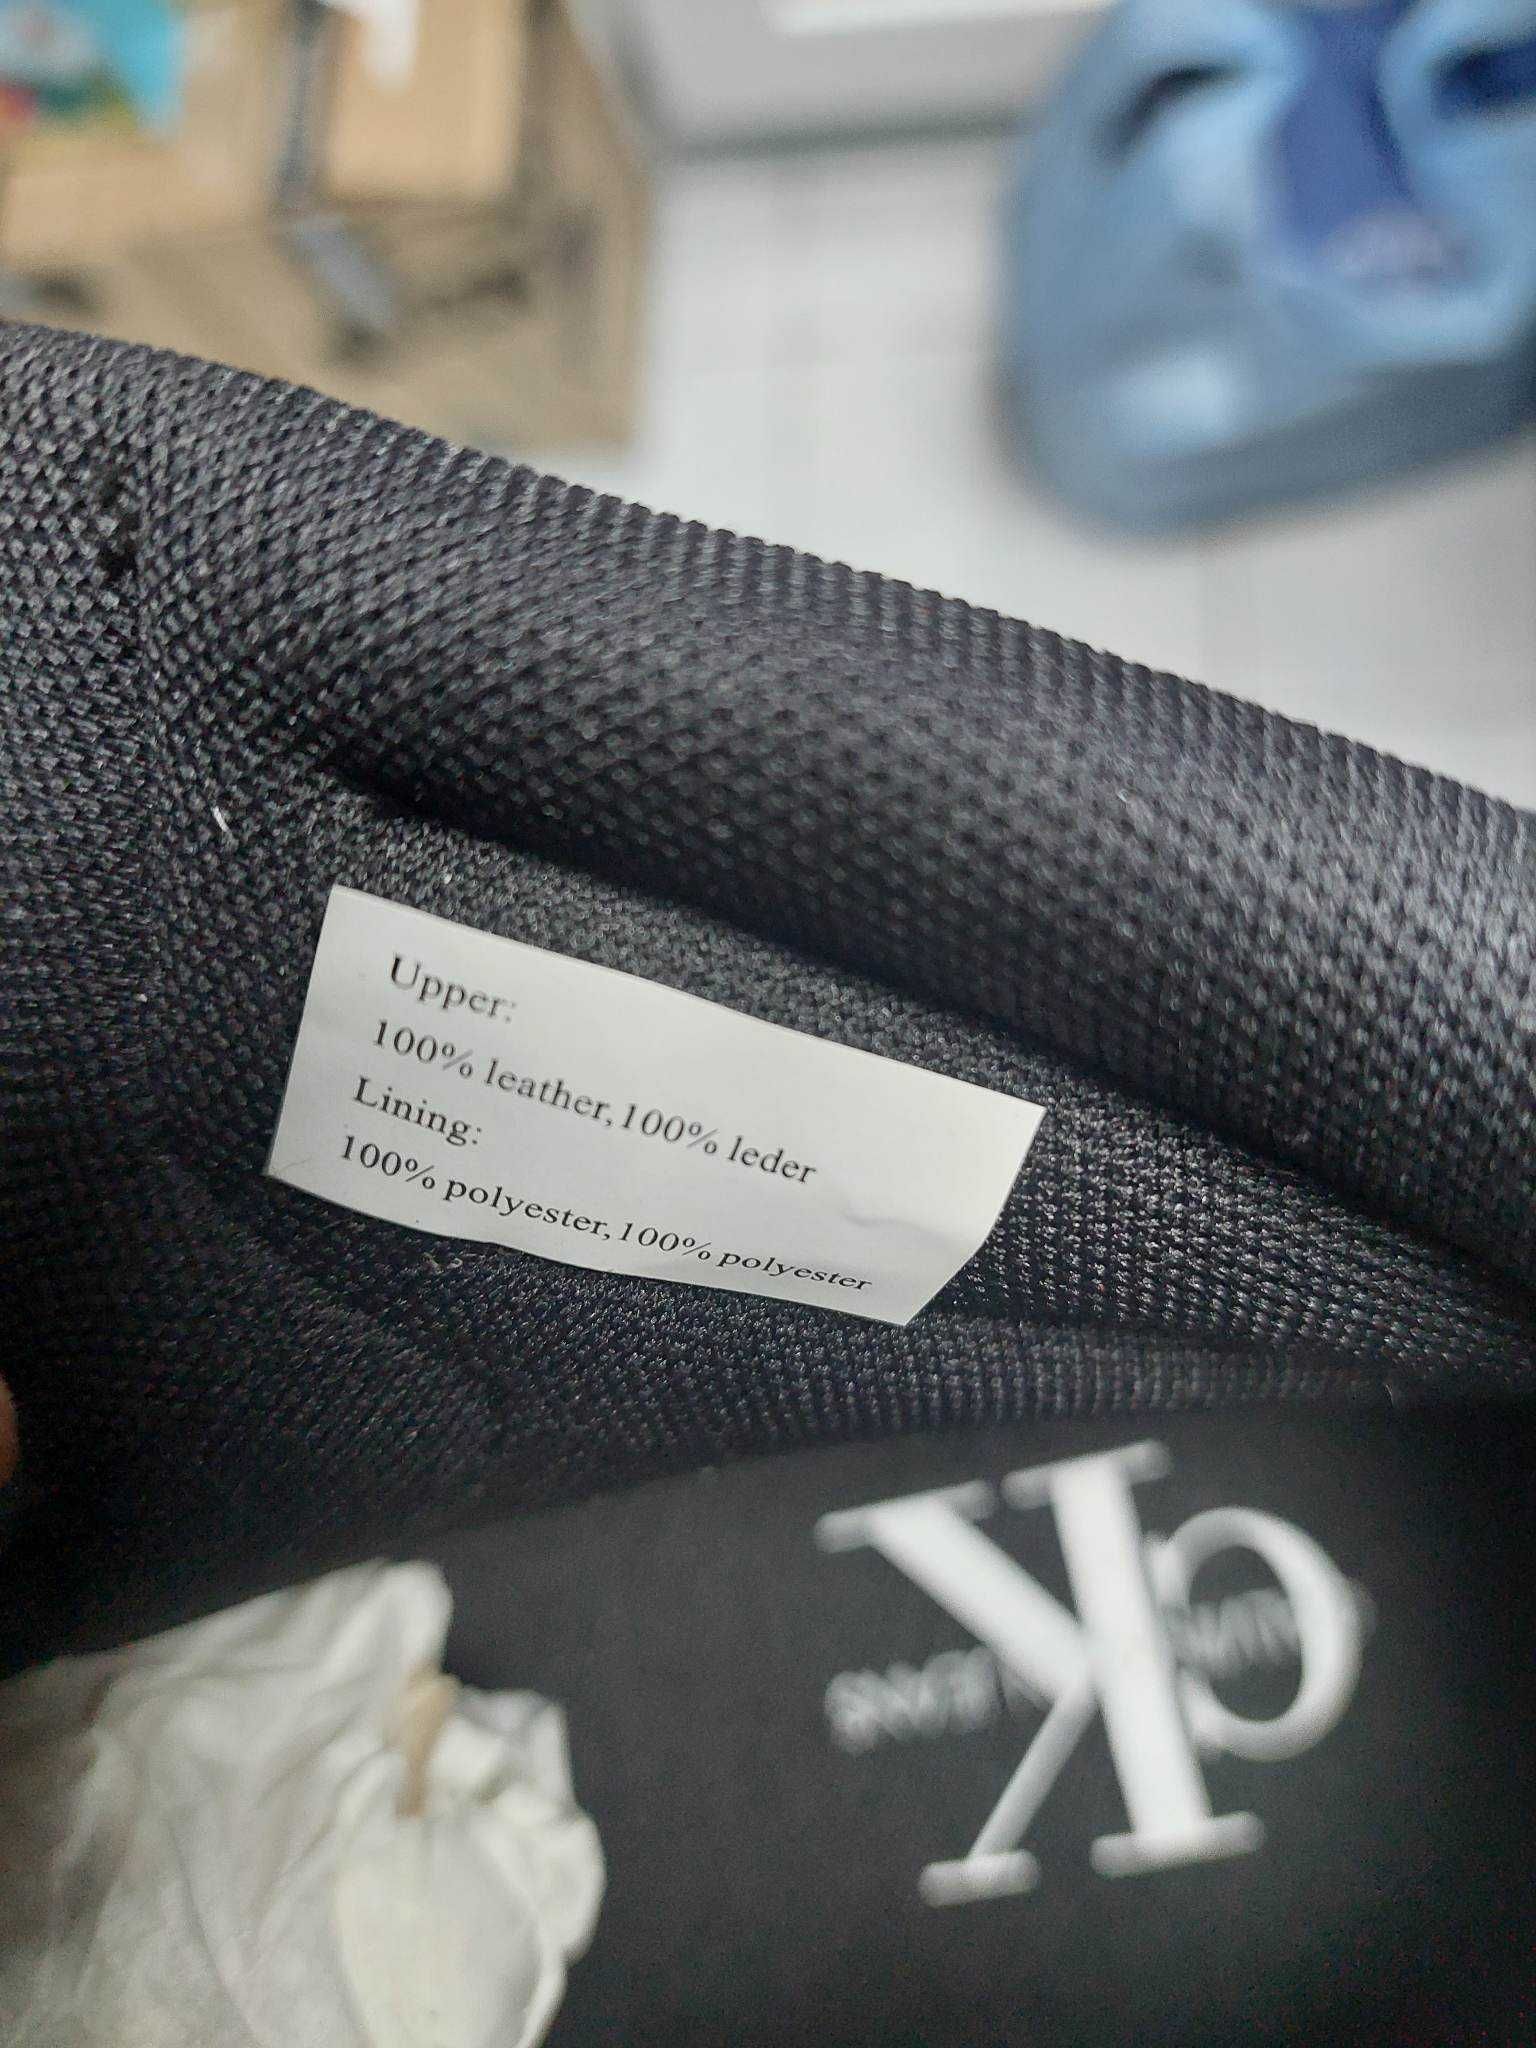 Upper:
100% leather,100% leder
Lining:
100% polyester,100% polyester
CK